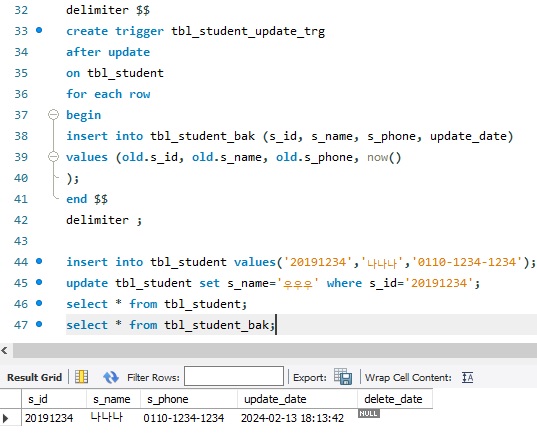 32 delimiter $$
33 create trigger tbl_student_update_trg
34 after update
35 on tbl_student
36 for each row
37 begin
38 insert into tbl_student_bak (s_id, s_name, s_phone, update_date)
39 values (old.s_id, old.s_name, old.s_phone, now()
40 );
41 end $$
42 delimiter ;
43
44 insert into tbl_student values('20191234','나나나','0110-1234-1234');
45 update tbl_student set s_name='우우우' where s_id='20191234';
46 select * from tbl_student;
47 select * from tbl_student_bak;
Result Grid Filter Rows: Export: Wrap Cell Content:
s_id s_name s_phone update_date delete_date
20191234 나나나 0110-1234-1234 2024-02-13 18:13:42 NULL